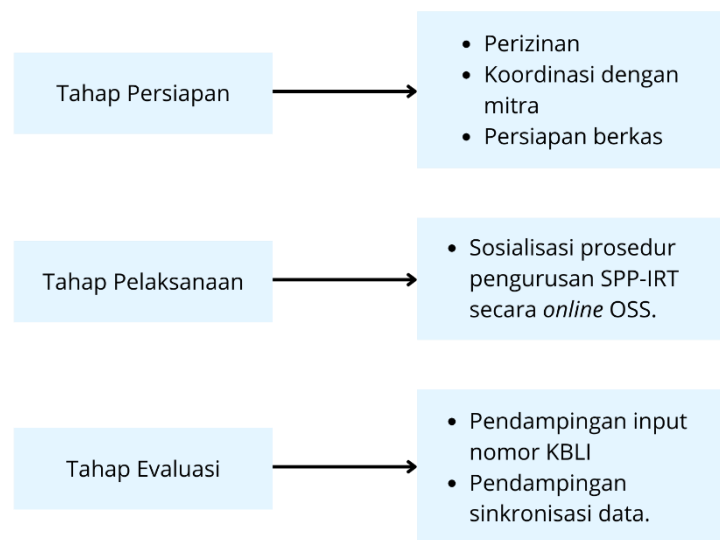 Tahap Persiapan
• Perizinan
• Koordinasi dengan
mitra
• Persiapan berkas
Tahap Pelaksanaan
• Sosialisasi prosedur
pengurusan SPP-IRT
secara online OSS.
Tahap Evaluasi
• Pendampingan input
nomor KBLI
• Pendampingan
sinkronisasi data.